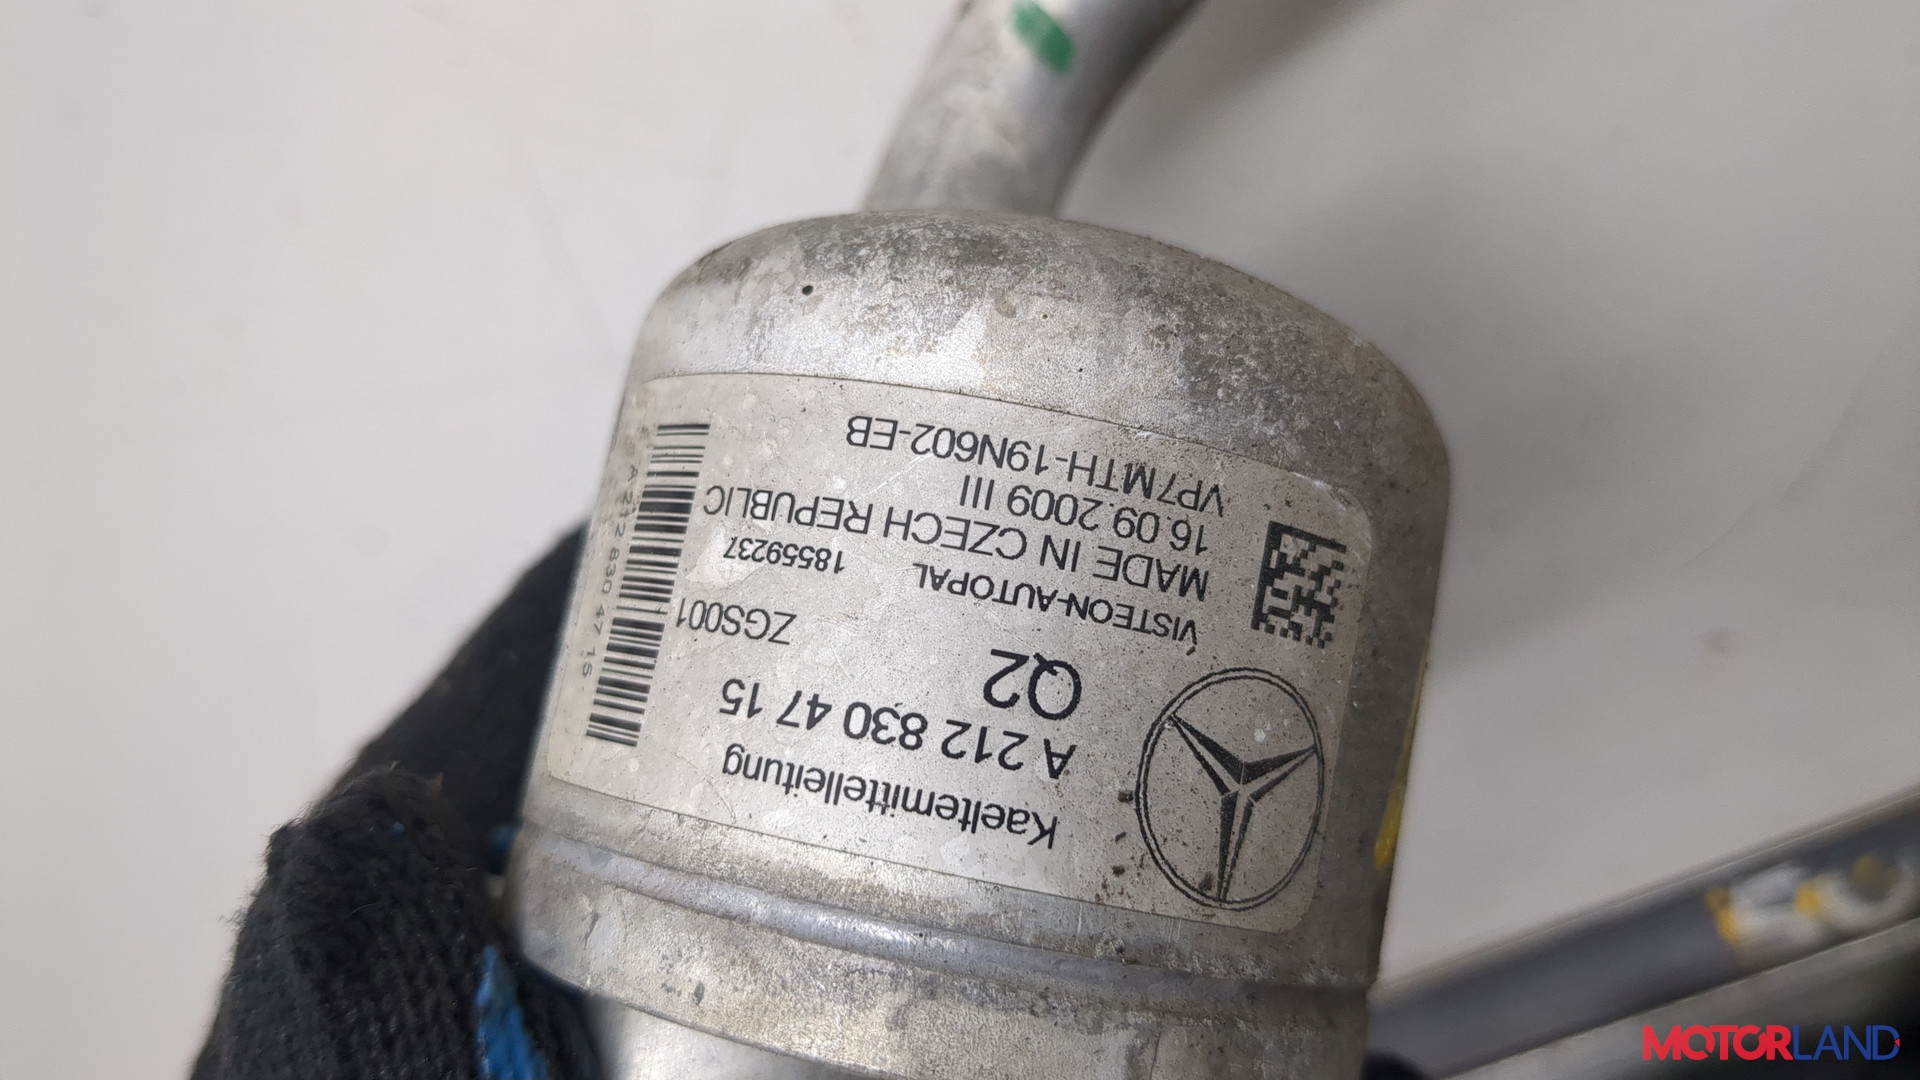 Kaeltemittelleitung
A 212 830 47 15
Q2
ZGS001
VISTEON-AUTOPAL
18559237
MADE IN CZECH REPUBLIC
16.09.2009 III
VP7MTH-19N602-EB
A 212 830 47 15
MOTORLAND